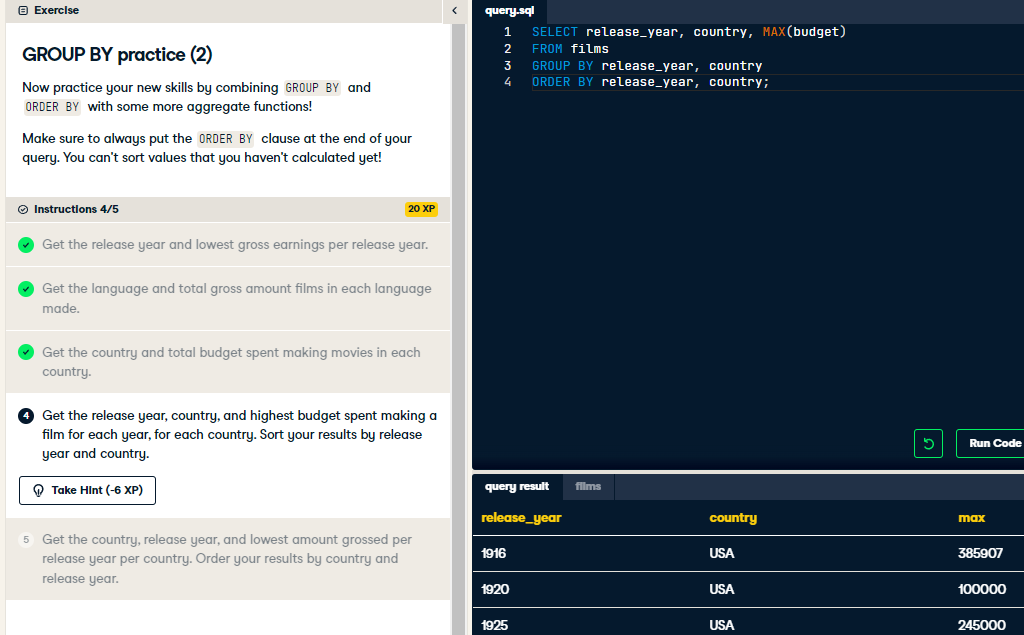 Exercise
GROUP BY practice (2)
Now practice your new skills by combining GROUP BY and
ORDER BY with some more aggregate functions!
Make sure to always put the ORDER BY clause at the end of your
query. You can't sort values that you haven't calculated yet!
Instructions 4/5 20 XP
Get the release year and lowest gross earnings per release year.
Get the language and total gross amount films in each language
made.
Get the country and total budget spent making movies in each
country.
4 Get the release year, country, and highest budget spent making a
film for each year, for each country. Sort your results by release
year and country.
Take Hint (-6 XP)
5 Get the country, release year, and lowest amount grossed per
release year per country. Order your results by country and
release year.
query.sql
1 SELECT release_year, country, MAX(budget)
2 FROM films
3 GROUP BY release_year, country
4 ORDER BY release_year, country;
Run Code
query result films
release_year country max
1916 USA 385907
1920 USA 100000
1925 USA 245000